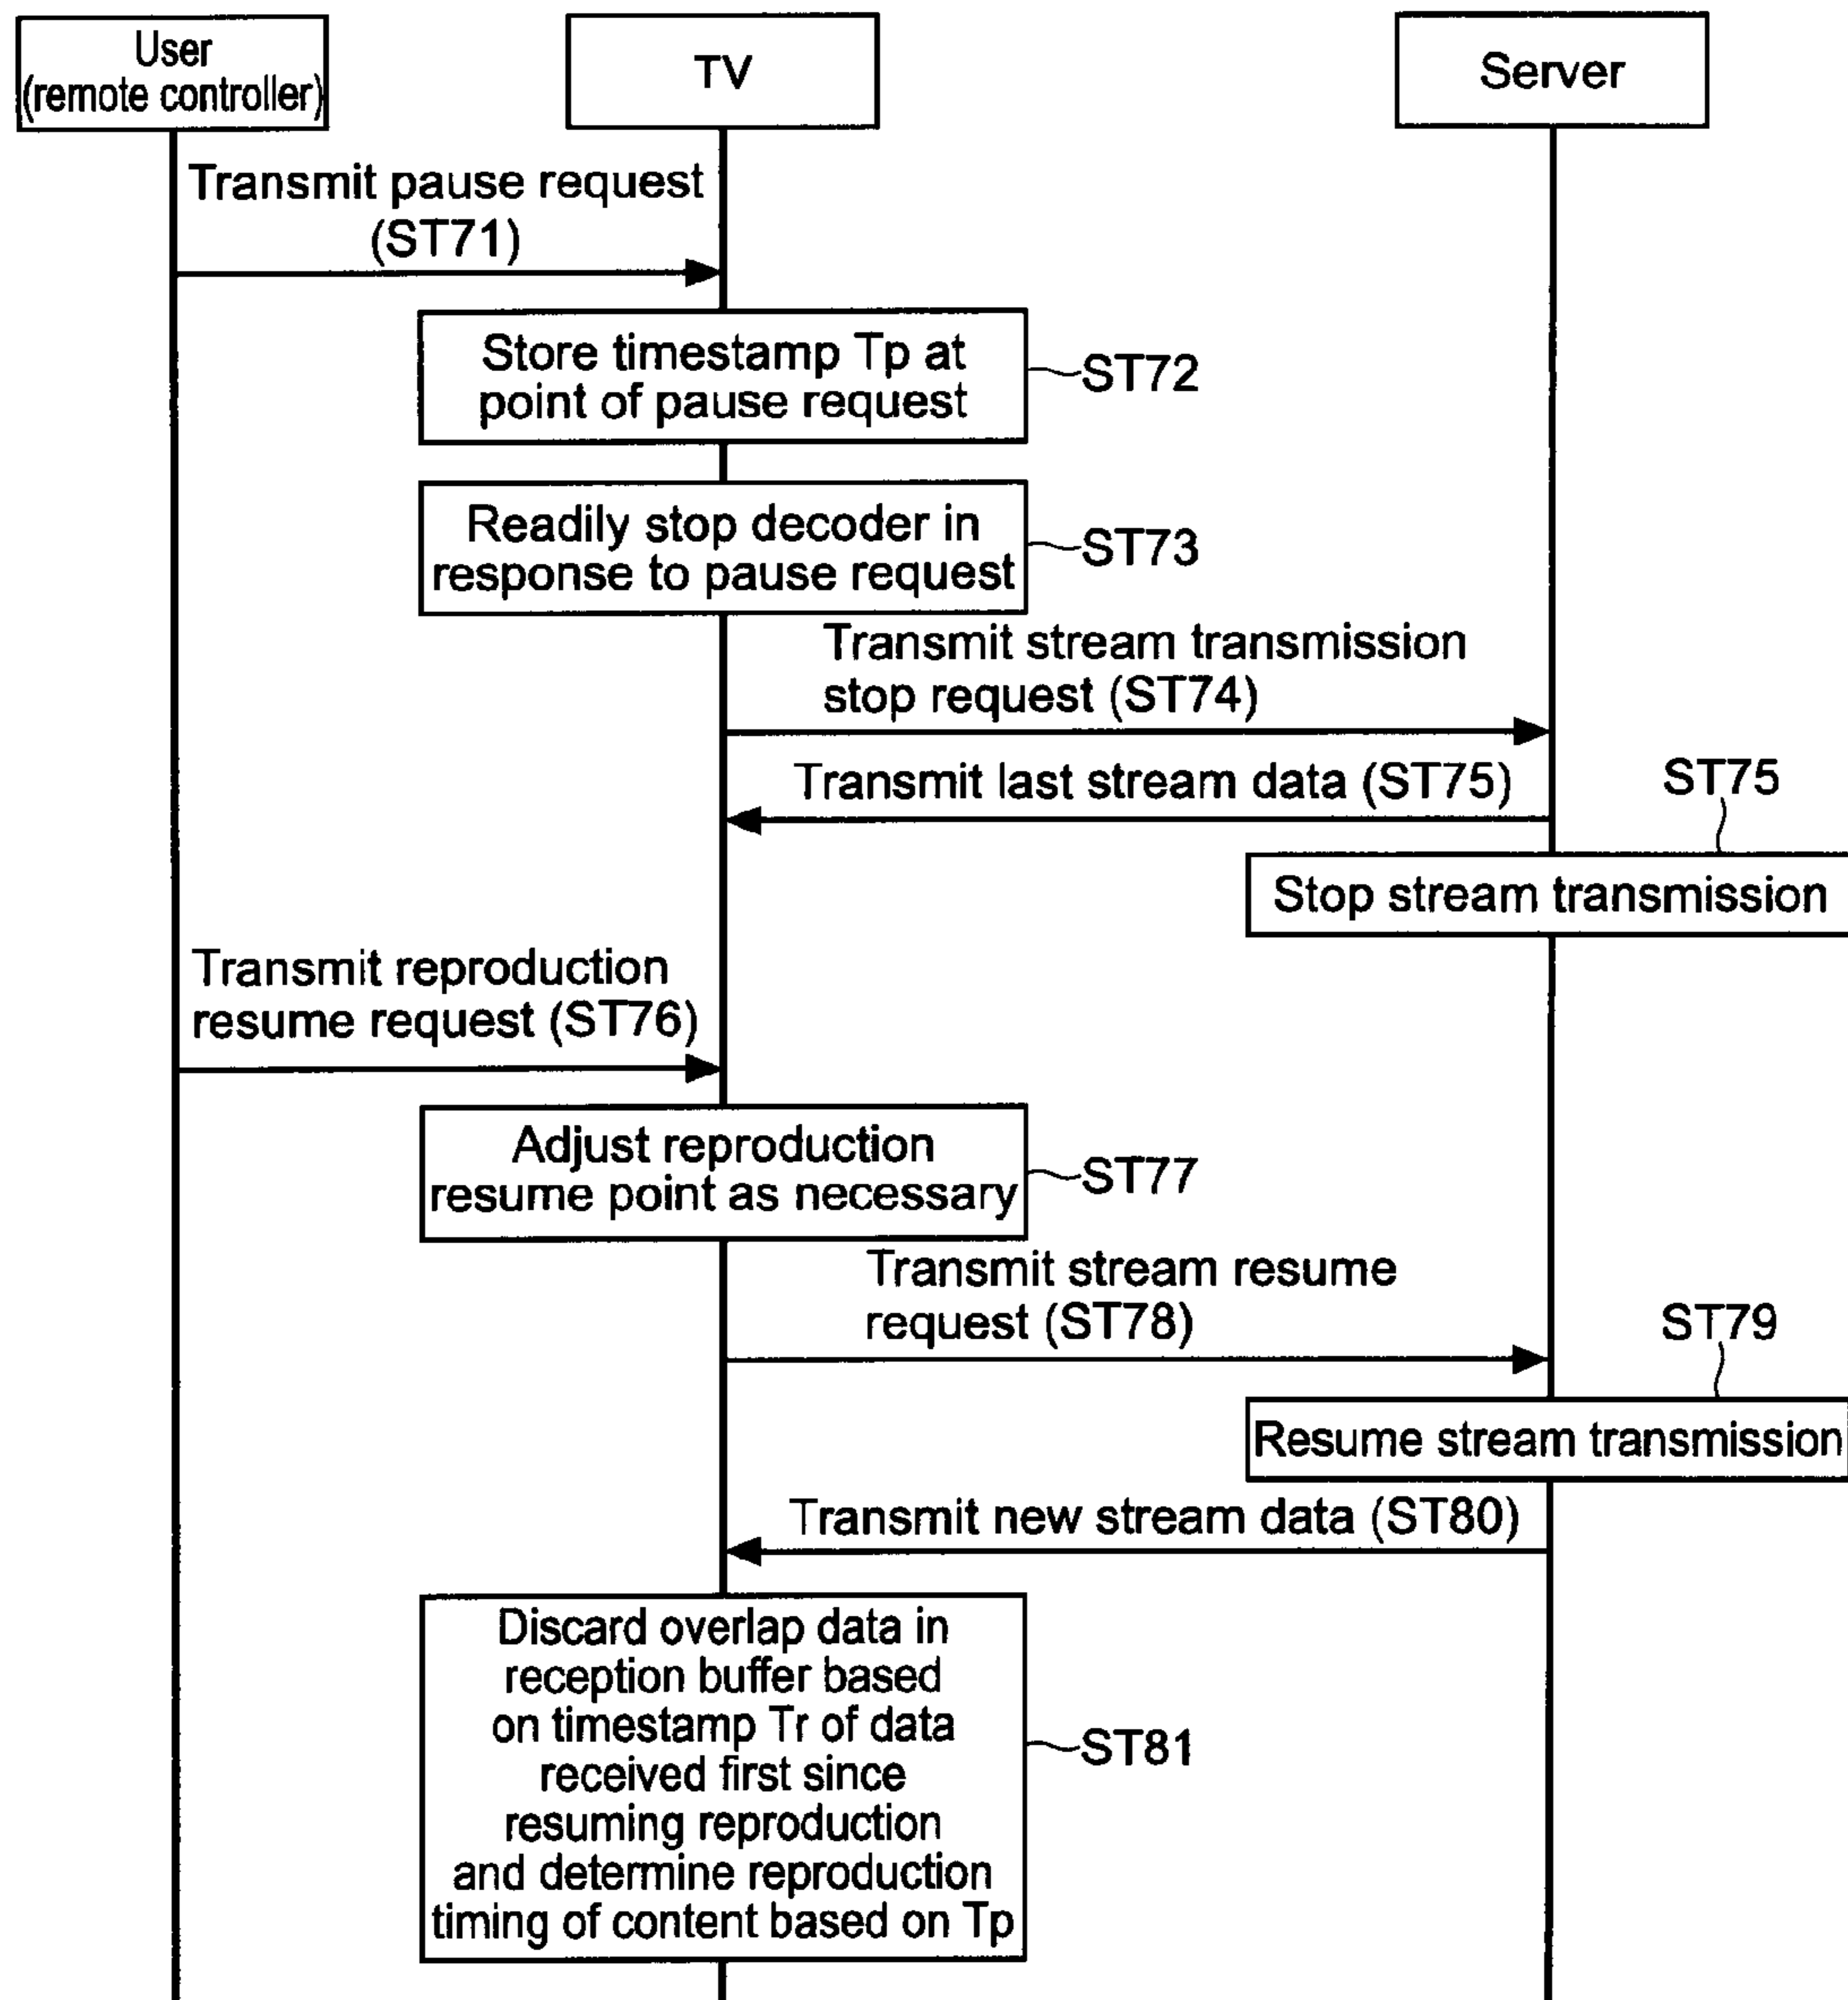 User
(remote controller)
TV
Server
Transmit pause request
(ST71)
Store timestamp Tp at
point of pause request
ST72
Readily stop decoder in
response to pause request
ST73
Transmit stream transmission
stop request (ST74)
Transmit last stream data (ST75)
ST75
Stop stream transmission
Transmit reproduction
resume request (ST76)
Adjust reproduction
resume point as necessary
ST77
Transmit stream resume
request (ST78)
ST79
Resume stream transmission
Transmit new stream data (ST80)
Discard overlap data in
reception buffer based
on timestamp Tr of data
received first since
resuming reproduction
and determine reproduction
timing of content based on Tp
ST81